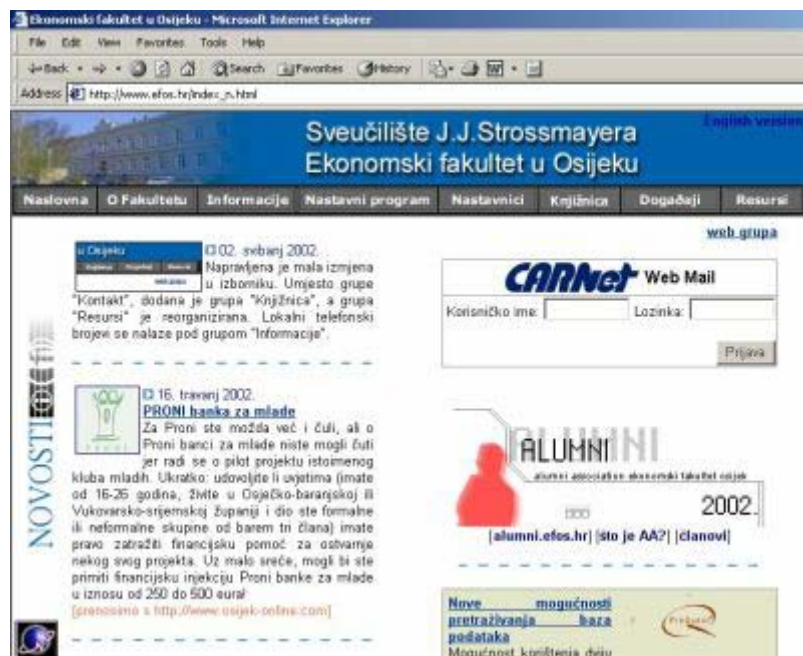 Ekonomski fakultet u Osijeku - Microsoft Internet Explorer
File Edit View Favorites Tools Help
Back Search Favorites History
Address http://www.efos.hr/index_n.html
English version
Sveučilište J.J.Strossmayera
Ekonomski fakultet u Osijeku
Naslovna O Fakultetu Informacije Nastavni program Nastavnici Knjižnica Događaji Resursi
web grupa
u Osijeku
02. svibanj 2002.
Napravljena je mala izmjena
u izborniku. Umjesto grupe
"Kontakt", dodana je grupa "Knjižnica", a grupa
"Resursi" je reorganizirana. Lokalni telefonski
brojevi se nalaze pod grupom "Informacije".
NOVOSTI
16. travanj 2002.
PRONI banka za mlade
Za Proni ste možda već i čuli, ali o
Proni banci za mlade niste mogli čuti
jer radi se o pilot projektu istoimenog
kluba mladih. Ukratko: udovoljite li uvjetima (imate
od 16-26 godina, živite u Osječko-baranjskoj ili
Vukovarsko-srijemskoj županiji i dio ste formalne
ili neformalne skupine od barem tri člana) imate
pravo zatražiti financijsku pomoć za ostvarnje
nekog svog projekta. Uz malo sreće, mogli bi ste
primiti financijsku injekciju Proni banke za mlade
u iznosu od 250 do 500 eura!
[prenosimo s http://www.osijek-online.com]
CARNet Web Mail
Korisničko ime: Lozinka:
Prijava
ALUMNI
alumni association ekonomski fakultet osijek
2002.
|alumni.efos.hr| |što je AA?| |članovi|
Nove mogućnosti
pretraživanja baza
podataka
Mogućnost korištenja dviju
ProQuest